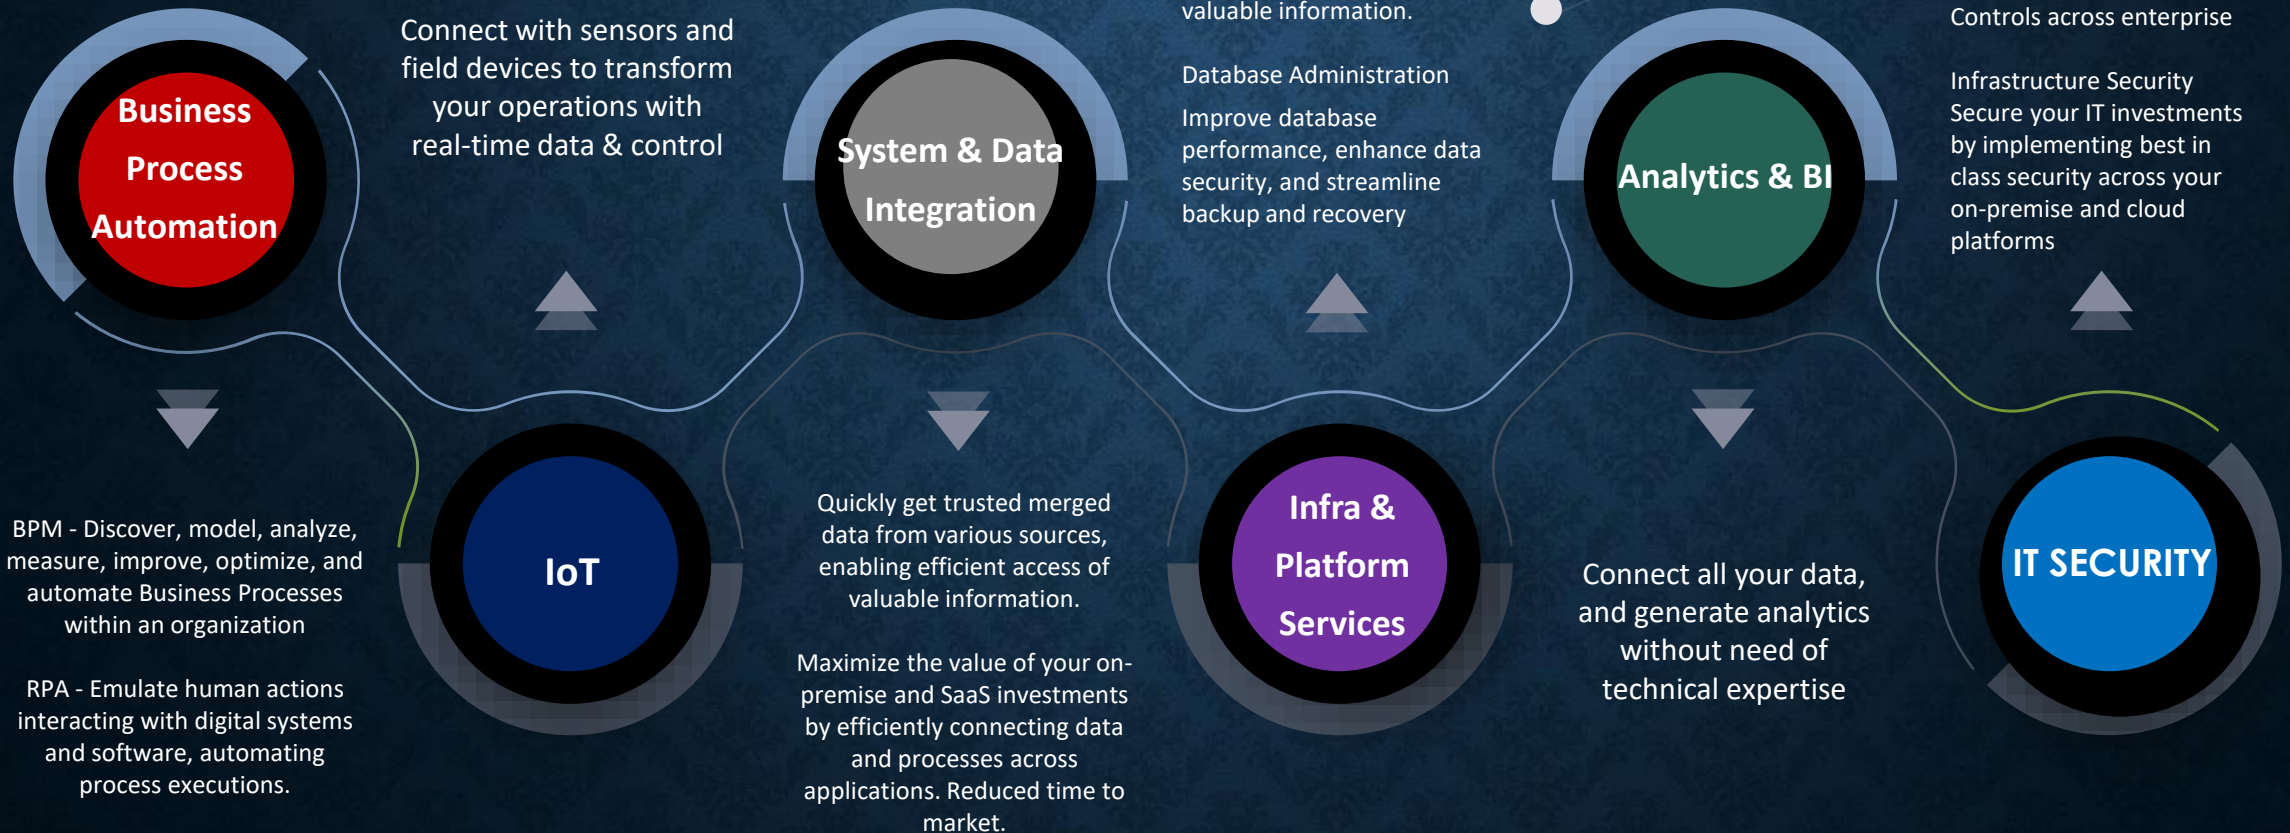 Business
Process
Automation
BPM - Discover, model, analyze,
measure, improve, optimize, and
automate Business Processes
within an organization
RPA - Emulate human actions
interacting with digital systems
and software, automating
process executions.
Connect with sensors and
field devices to transform
your operations with
real-time data & control
IoT
System & Data
Integration
Quickly get trusted merged
data from various sources,
enabling efficient access of
valuable information.
Maximize the value of your on-
premise and SaaS investments
by efficiently connecting data
and processes across
applications. Reduced time to
market.
valuable information.
Database Administration
Improve database
performance, enhance data
security, and streamline
backup and recovery
Infra &
Platform
Services
Analytics & BI
Connect all your data,
and generate analytics
without need of
technical expertise
Controls across enterprise
Infrastructure Security
Secure your IT investments
by implementing best in
class security across your
on-premise and cloud
platforms
IT SECURITY